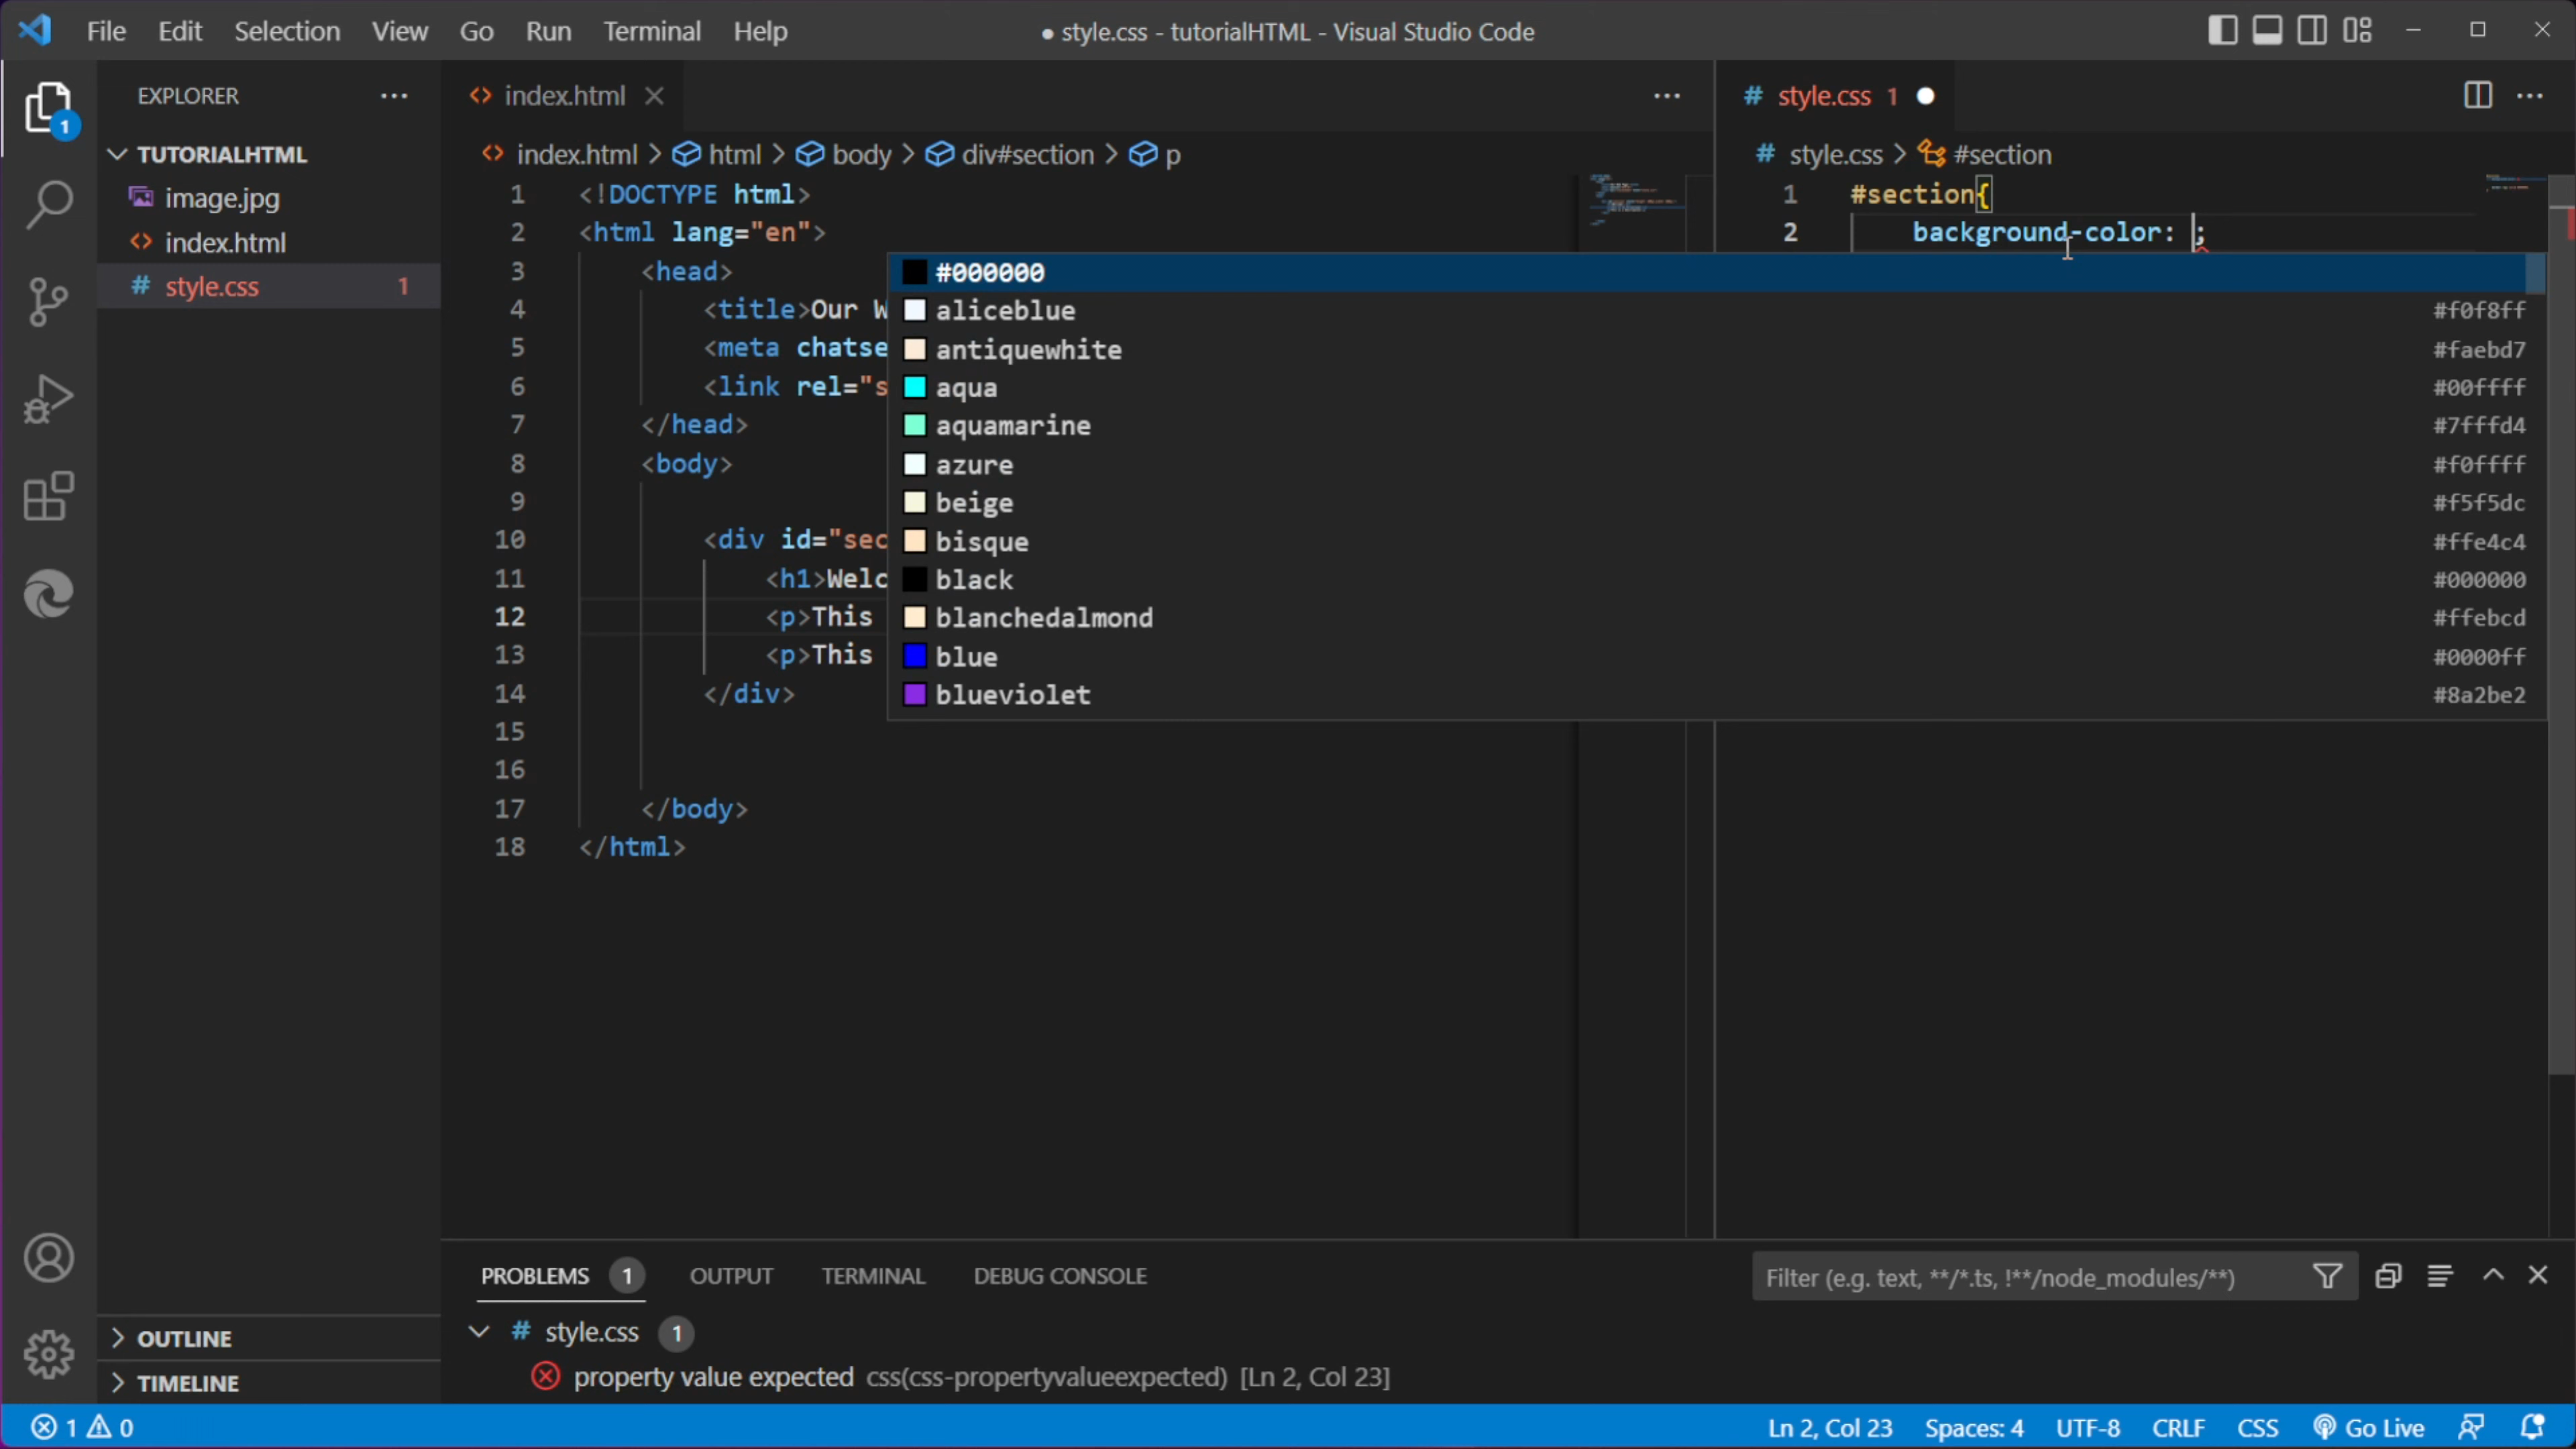 File Edit Selection View Go Run Terminal Help
● style.css - tutorialHTML - Visual Studio Code
EXPLORER
1
TUTORIALHTML
image.jpg
index.html
# style.css 1
OUTLINE
TIMELINE
<> index.html
<> index.html > html > body > div#section > p
1 <!DOCTYPE html>
2 <html lang="en">
3 <head>
4 <title>Our W
5 <meta chatse
6 <link rel="s
7 </head>
8 <body>
9
10 <div id="sec
11 <h1>Welc
12 <p>This
13 <p>This
14 </div>
15
16
17 </body>
18 </html>
# style.css 1
# style.css > #section
1 #section{
2 background-color: ;
#000000
aliceblue #f0f8ff
antiquewhite #faebd7
aqua #00ffff
aquamarine #7fffd4
azure #f0ffff
beige #f5f5dc
bisque #ffe4c4
black #000000
blanchedalmond #ffebcd
blue #0000ff
blueviolet #8a2be2
PROBLEMS 1 OUTPUT TERMINAL DEBUG CONSOLE
Filter (e.g. text, **/*.ts, !**/node_modules/**)
# style.css 1
property value expected css(css-propertyvalueexpected) [Ln 2, Col 23]
1 0
Ln 2, Col 23 Spaces: 4 UTF-8 CRLF CSS Go Live